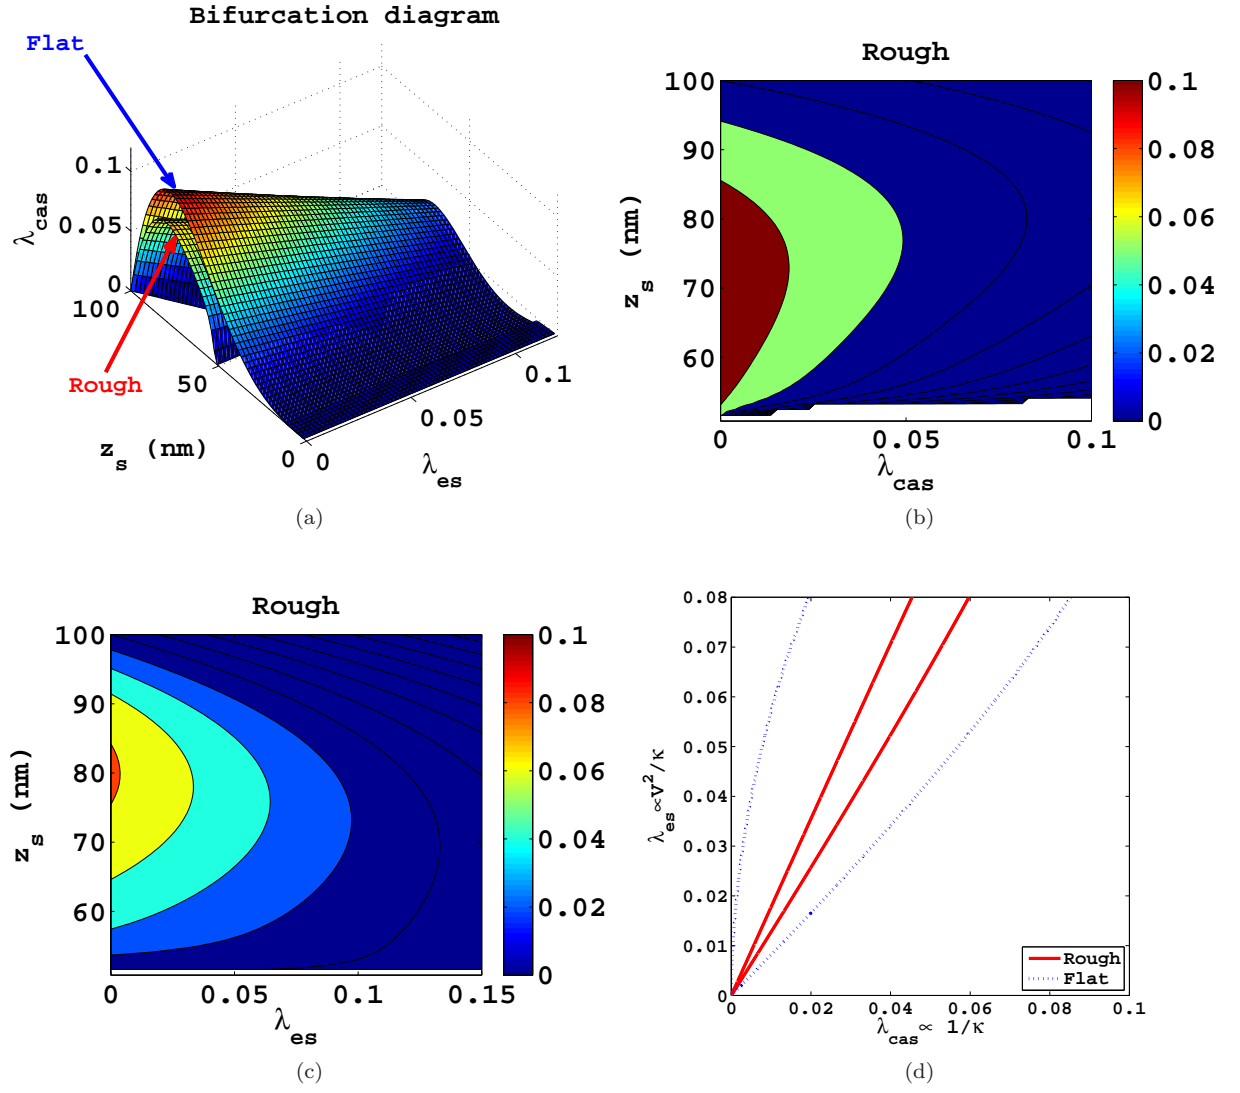 Bifurcation diagram
Flat
λcas
0.1
0.05
0
100
50
0
Rough
z_s (nm)
0
0.05
0.1
λes
(a)
Rough
100
90
80
70
60
z_s (nm)
0
0.05
0.1
λcas
0.1
0.08
0.06
0.04
0.02
0
(b)
Rough
100
90
80
70
60
z_s (nm)
0
0.05
0.1
0.15
λes
0.1
0.08
0.06
0.04
0.02
0
(c)
0.08
0.07
0.06
0.05
0.04
0.03
0.02
0.01
0
λes∝V²/κ
0
0.02
0.04
0.06
0.08
0.1
λcas∝ 1/κ
Rough
Flat
(d)